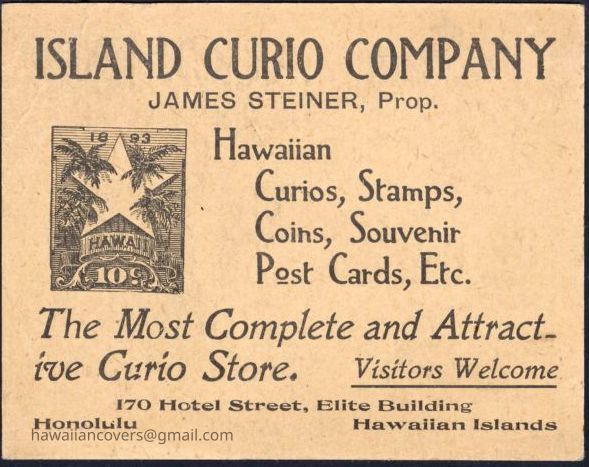 ISLAND CURIO COMPANY
JAMES STEINER, Prop.
1893
HAWAII
10¢
Hawaiian
Curios, Stamps,
Coins, Souvenir
Post Cards, Etc.
The Most Complete and Attract-
ive Curio Store. Visitors Welcome
170 Hotel Street, Elite Building
Honolulu Hawaiian Islands
hawaiiancovers@gmail.com